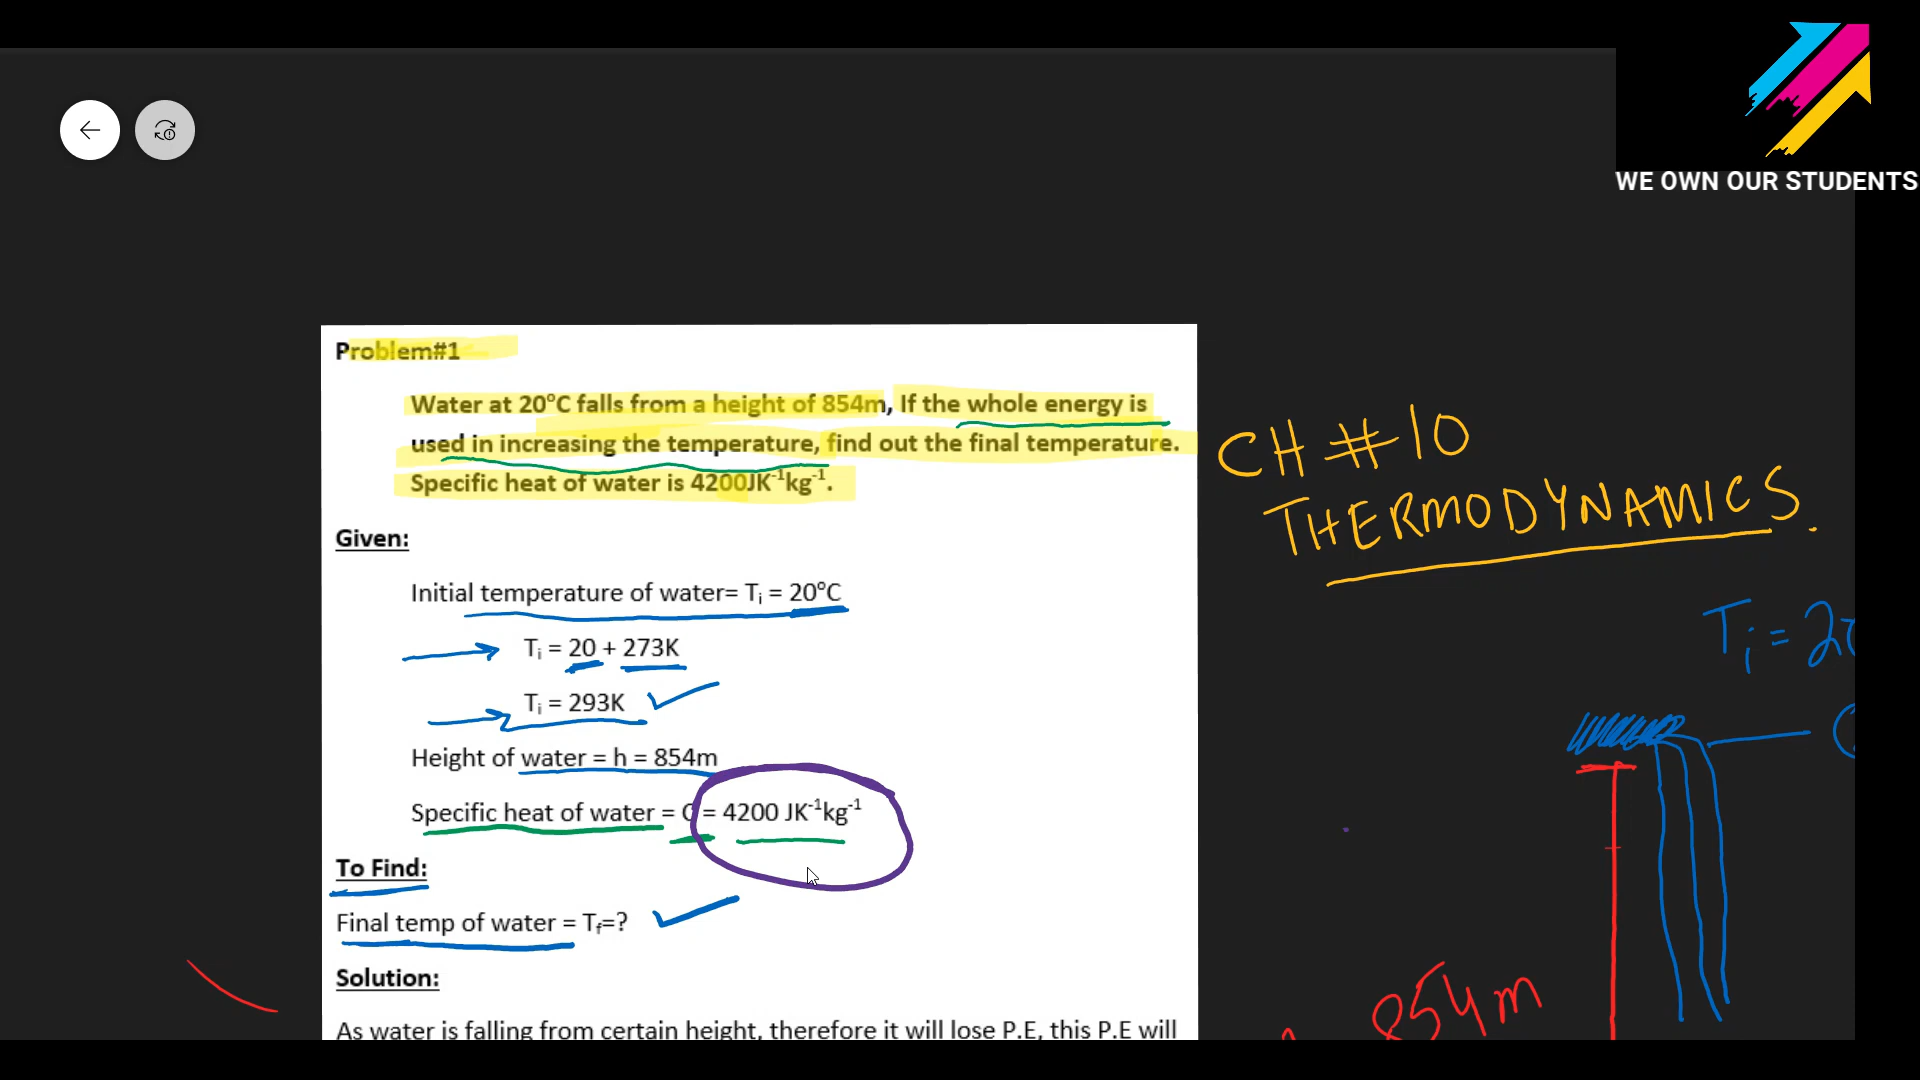 WE OWN OUR STUDENTS
Problem#1
Water at 20°C falls from a height of 854m, If the whole energy is
used in increasing the temperature, find out the final temperature.
Specific heat of water is 4200JK⁻¹kg⁻¹.
CH #10
THERMODYNAMICS.
Given:
Initial temperature of water= Tᵢ = 20°C
Tᵢ = 20 + 273K
Tᵢ = 293K
Height of water = h = 854m
Specific heat of water = C = 4200 JK⁻¹kg⁻¹
To Find:
Final temp of water = T_f=?
Solution:
As water is falling from certain height, therefore it will lose P.E, this P.E will
Tᵢ = 20
854m